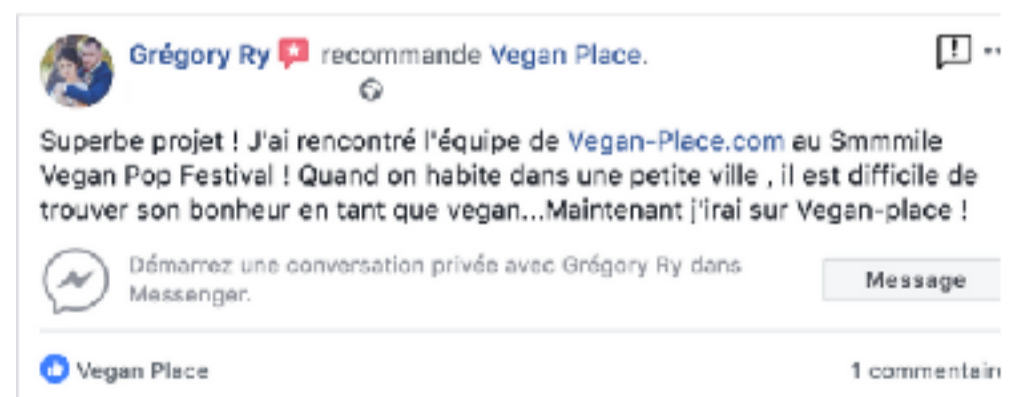 Grégory Ry recommande Vegan Place.
Superbe projet ! J'ai rencontré l'équipe de Vegan-Place.com au Smmmile
Vegan Pop Festival ! Quand on habite dans une petite ville , il est difficile de
trouver son bonheur en tant que vegan...Maintenant j'irai sur Vegan-place !
Démarrez une conversation privée avec Grégory Ry dans
Messenger.
Message
Vegan Place
1 commentair